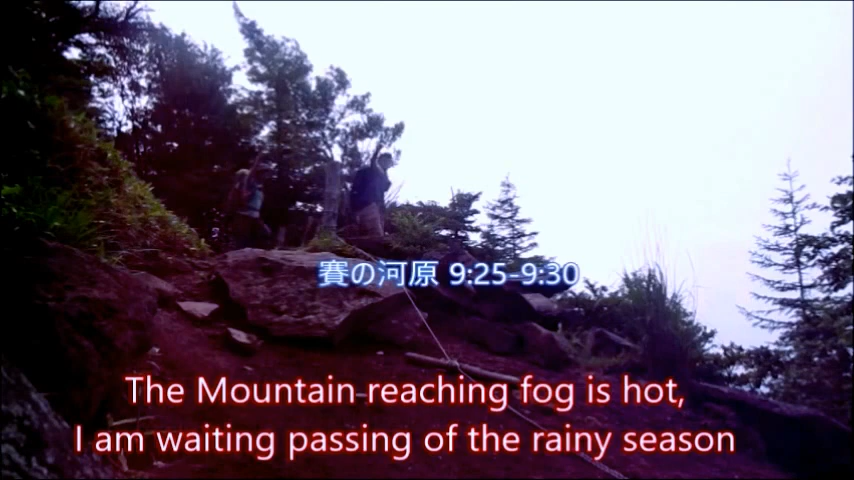 賽の河原 9:25-9:30
The Mountain reaching fog is hot,
I am waiting passing of the rainy season